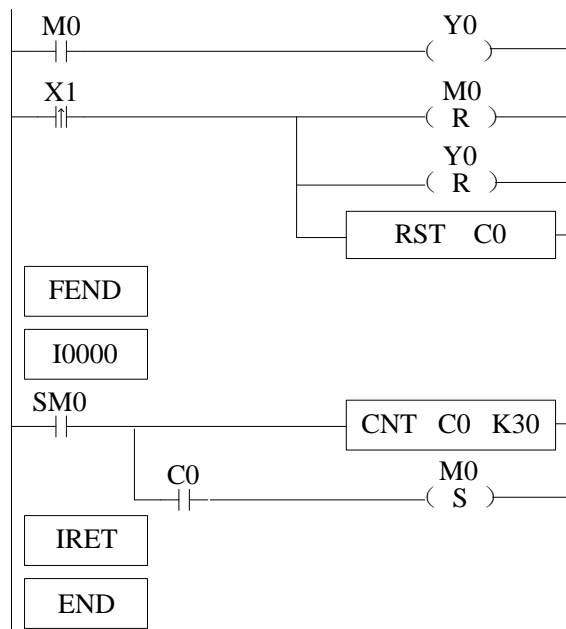 M0 Y0
X1 M0
R
Y0
R
RST C0
FEND
I0000
SM0
CNT C0 K30
C0 M0
S
IRET
END